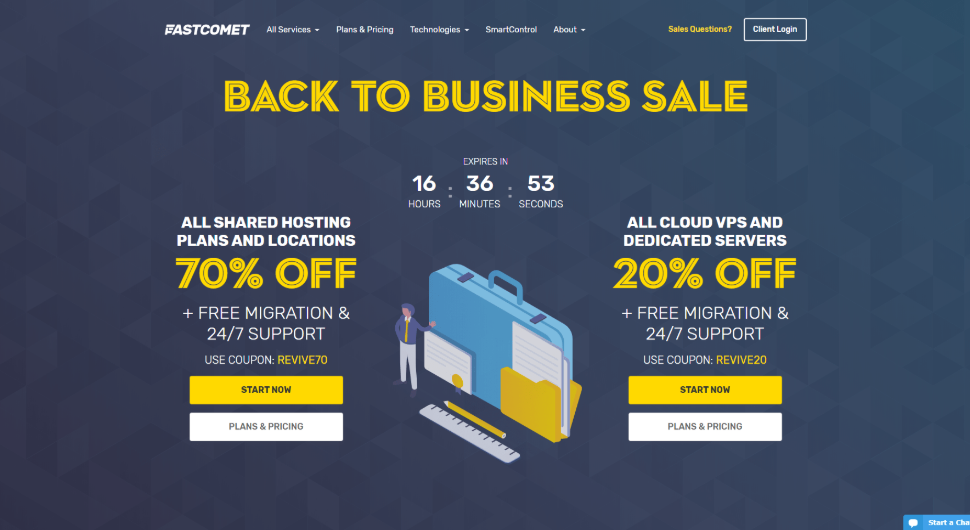 FASTCOMET All Services Plans & Pricing Technologies SmartControl About Sales Questions? Client Login
BACK TO BUSINESS SALE
EXPIRES IN
16 : 36 : 53
HOURS MINUTES SECONDS
ALL SHARED HOSTING
PLANS AND LOCATIONS
70% OFF
+ FREE MIGRATION &
24/7 SUPPORT
USE COUPON: REVIVE70
START NOW
PLANS & PRICING
ALL CLOUD VPS AND
DEDICATED SERVERS
20% OFF
+ FREE MIGRATION &
24/7 SUPPORT
USE COUPON: REVIVE20
START NOW
PLANS & PRICING
Start a Cha